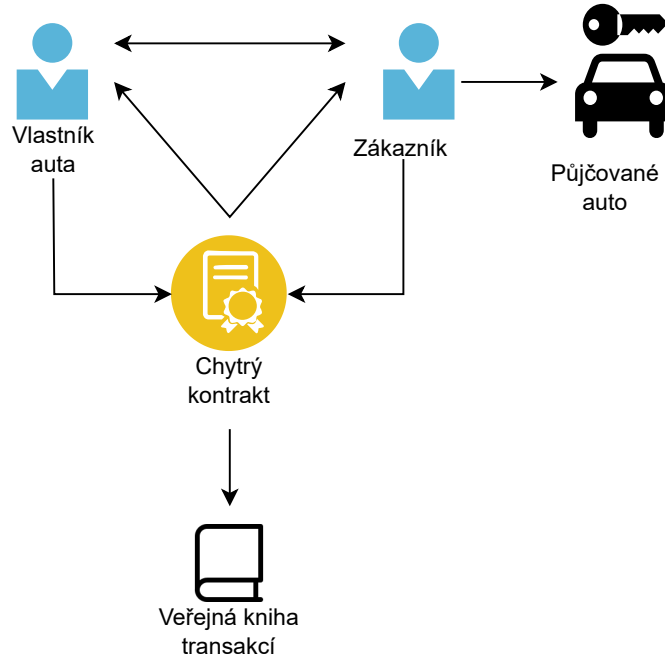 Vlastník
auta
Zákazník
Půjčované
auto
Chytrý
kontrakt
Veřejná kniha
transakcí